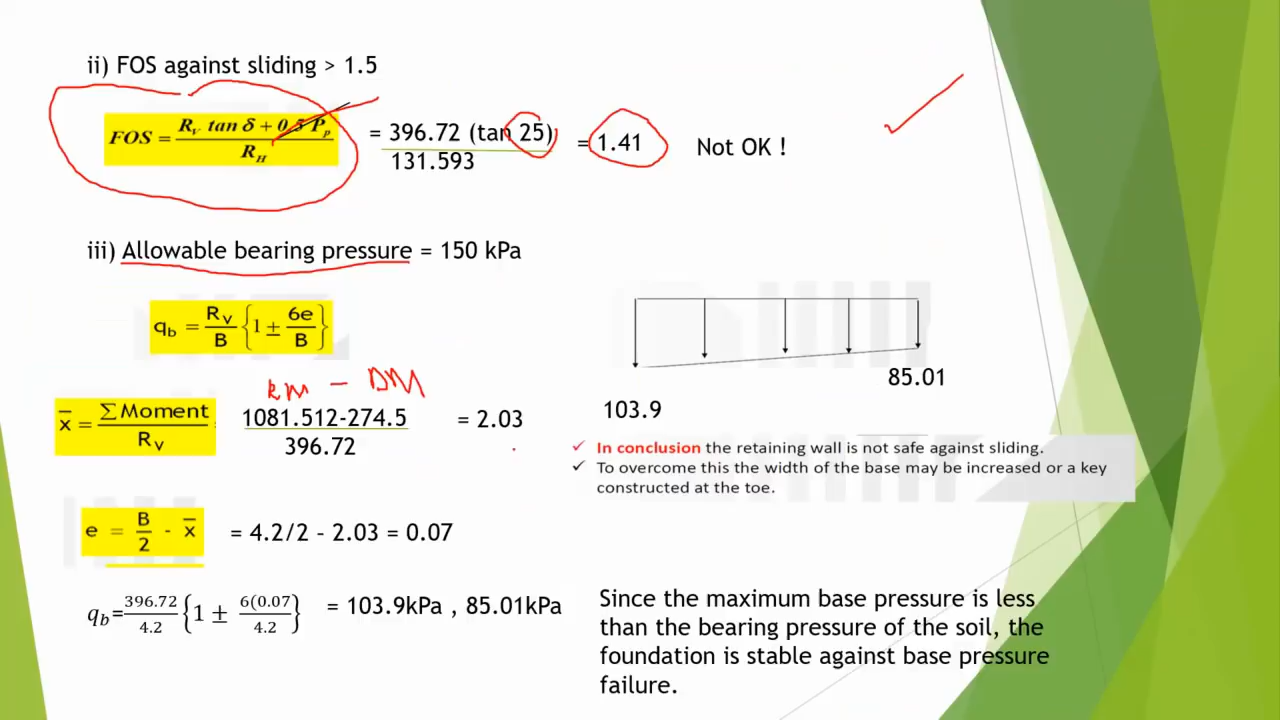 ii) FOS against sliding > 1.5
FOS = R_V tan δ + 0.5 P_p / R_H = 396.72 (tan 25) / 131.593 = 1.41 Not OK !
iii) Allowable bearing pressure = 150 kPa
q_b = R_V / B { 1 ± 6e / B }
85.01
103.9
RM - DM
x̄ = ΣMoment / R_V 1081.512-274.5 / 396.72 = 2.03
✓ In conclusion the retaining wall is not safe against sliding.
✓ To overcome this the width of the base may be increased or a key
constructed at the toe.
e = B / 2 - x̄ = 4.2/2 - 2.03 = 0.07
q_b = 396.72 / 4.2 { 1 ± 6(0.07) / 4.2 } = 103.9kPa , 85.01kPa
Since the maximum base pressure is less
than the bearing pressure of the soil, the
foundation is stable against base pressure
failure.